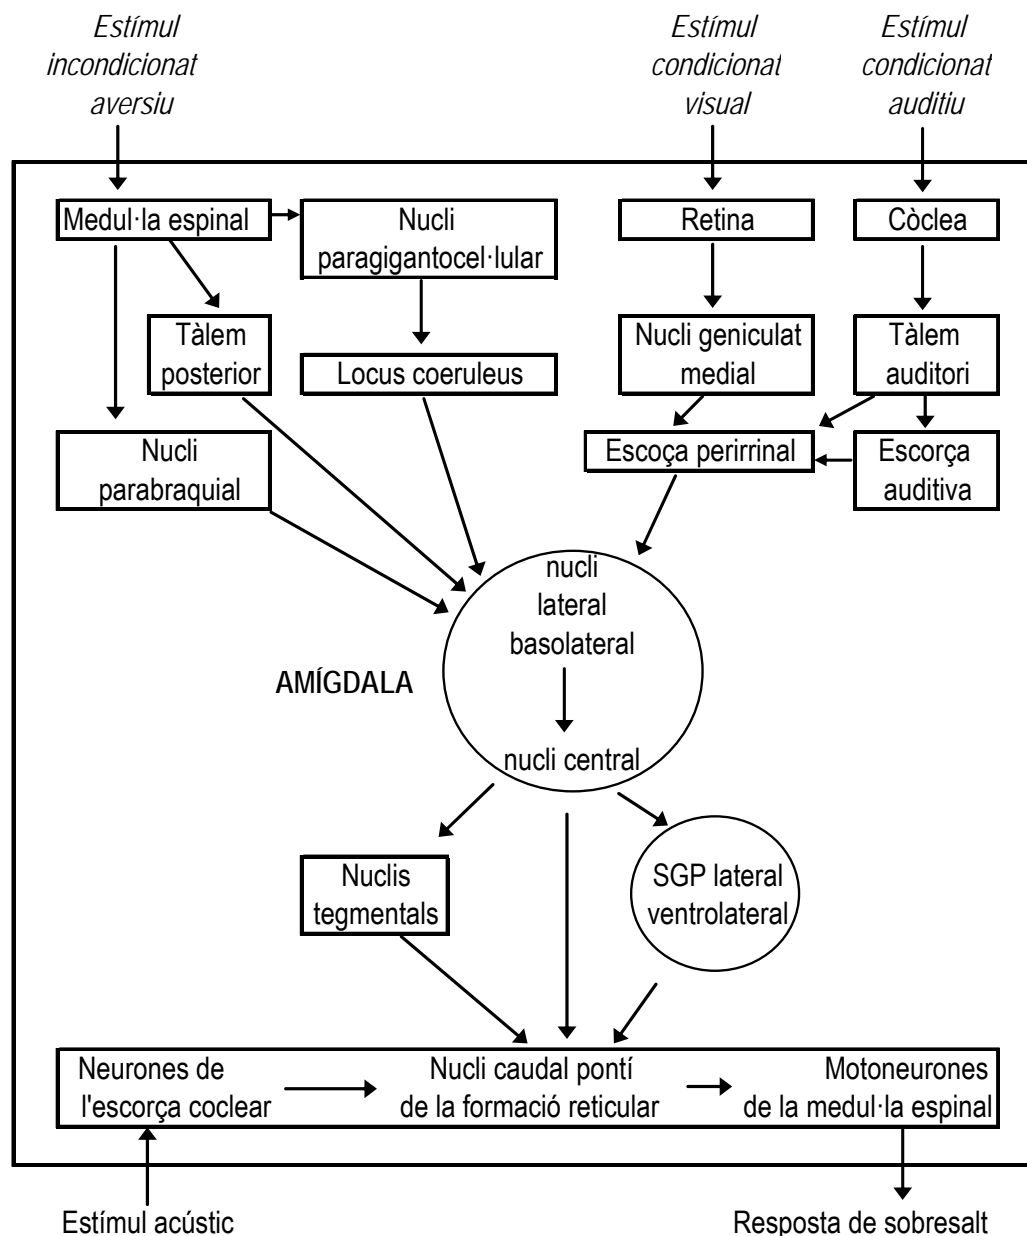 Estímul
incondicionat
aversiu
Estímul
condicionat
visual
Estímul
condicionat
auditiu
Medul·la espinal
Nucli
paragigantocel·lular
Retina
Còclea
Tàlem
posterior
Locus coeruleus
Nucli geniculat
medial
Tàlem
auditori
Nucli
parabraquial
Escoça perirrinal
Escorça
auditiva
nucli
lateral
basolateral
AMÍGDALA
nucli central
Nuclis
tegmentals
SGP lateral
ventrolateral
Neurones de
l'escorça coclear
Nucli caudal pontí
de la formació reticular
Motoneurones
de la medul·la espinal
Estímul acústic
Resposta de sobresalt